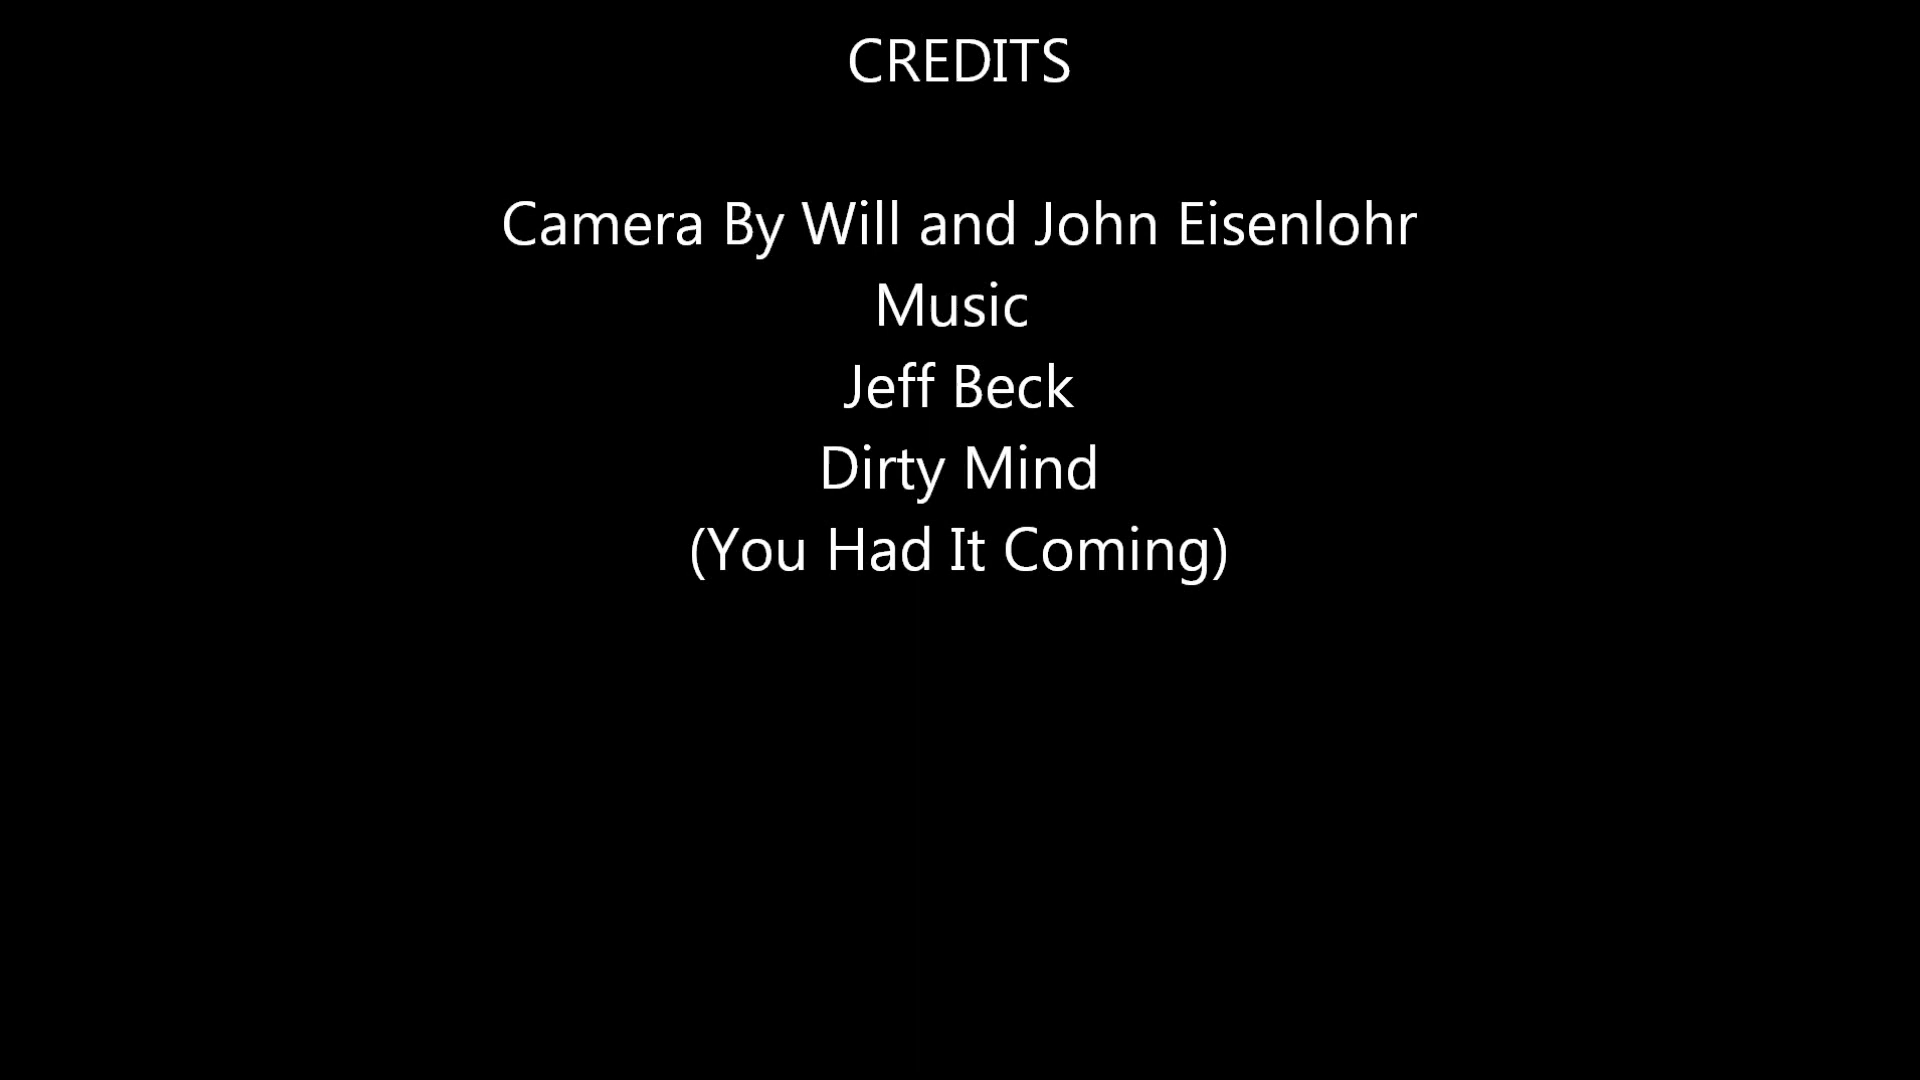 CREDITS
Camera By Will and John Eisenlohr
Music
Jeff Beck
Dirty Mind
(You Had It Coming)